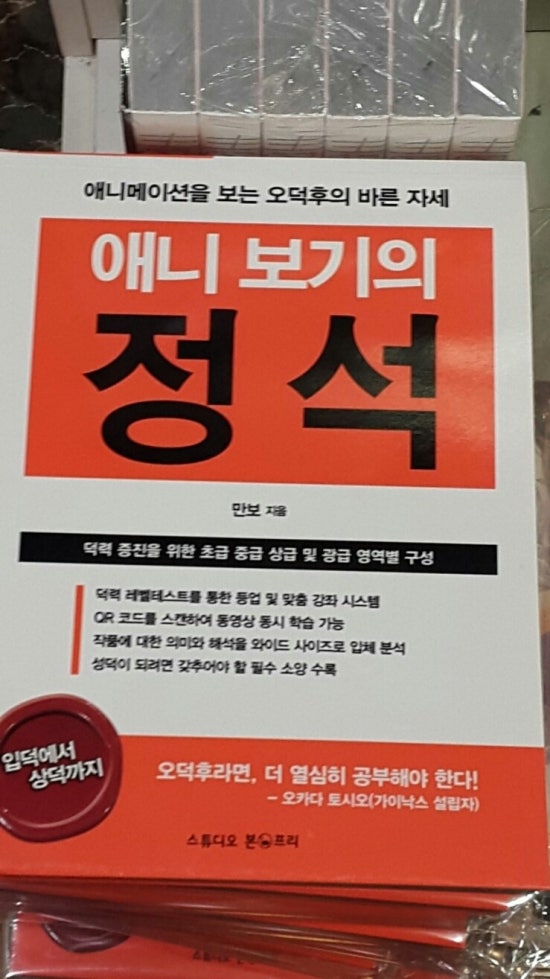 애니메이션을 보는 오덕후의 바른 자세
애니 보기의
정석
만보 지음
덕력 증진을 위한 초급 중급 상급 및 광급 영역별 구성
덕력 레벨테스트를 통한 등업 및 맞춤 강좌 시스템
QR 코드를 스캔하여 동영상 동시 학습 가능
작품에 대한 의미와 해석을 와이드 사이즈로 입체 분석
성덕이 되려면 갖추어야 할 필수 소양 수록
입덕에서
상덕까지
오덕후라면, 더 열심히 공부해야 한다!
– 오카다 토시오(가이낙스 설립자)
스튜디오 본프리